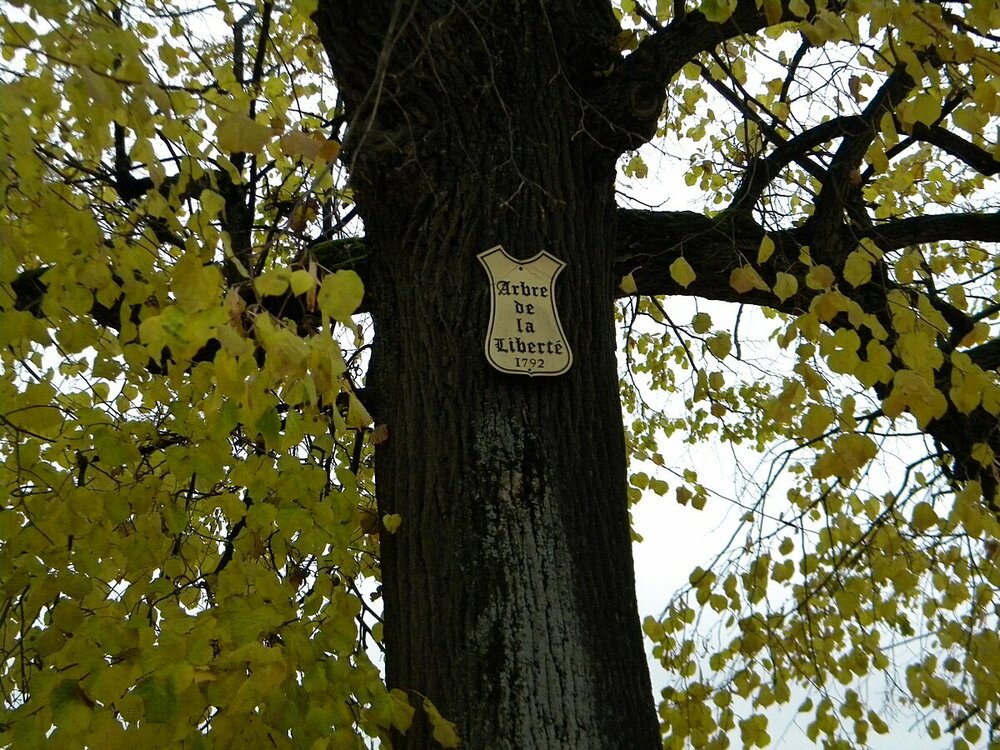 Arbre
de
la
Liberté
1792